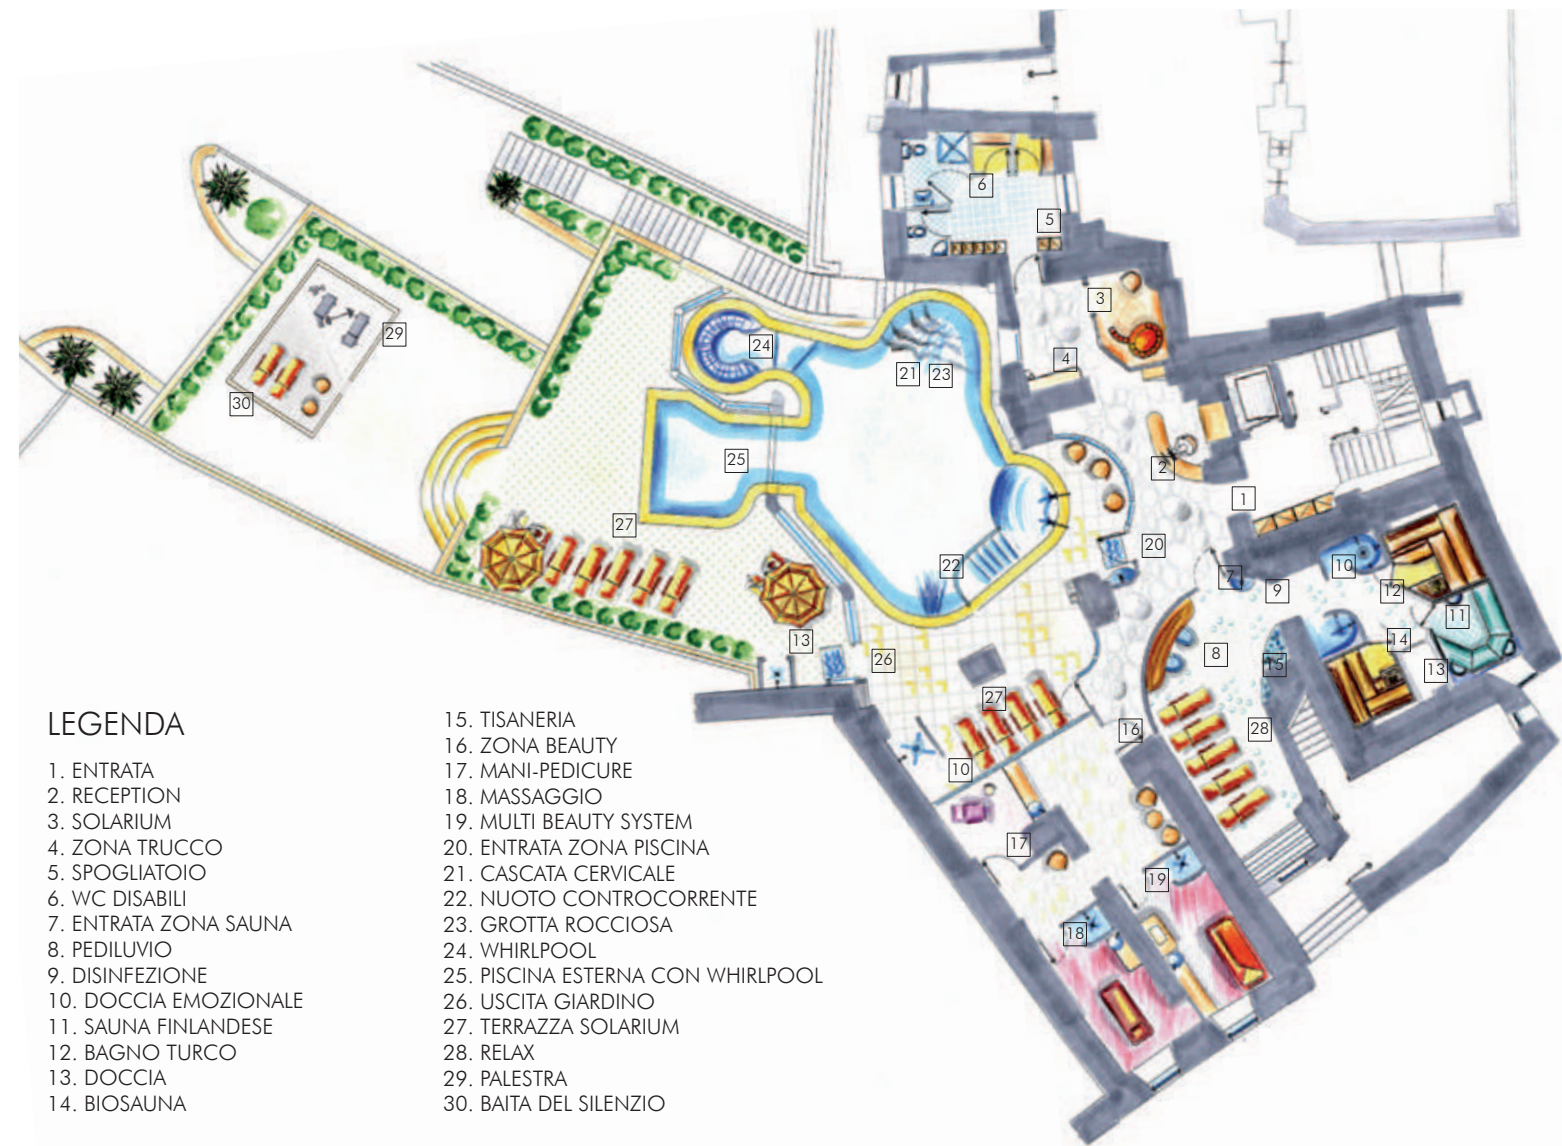 6
5
3
29
24
4
21
23
30
25
2
1
27
20
22
7
9
10
12
11
13
26
8
15
14
13
27
16
28
10
17
19
18
LEGENDA
1. ENTRATA
2. RECEPTION
3. SOLARIUM
4. ZONA TRUCCO
5. SPOGLIATOIO
6. WC DISABILI
7. ENTRATA ZONA SAUNA
8. PEDILUVIO
9. DISINFEZIONE
10. DOCCIA EMOZIONALE
11. SAUNA FINLANDESE
12. BAGNO TURCO
13. DOCCIA
14. BIOSAUNA
15. TISANERIA
16. ZONA BEAUTY
17. MANI-PEDICURE
18. MASSAGGIO
19. MULTI BEAUTY SYSTEM
20. ENTRATA ZONA PISCINA
21. CASCATA CERVICALE
22. NUOTO CONTROCORRENTE
23. GROTTA ROCCIOSA
24. WHIRLPOOL
25. PISCINA ESTERNA CON WHIRLPOOL
26. USCITA GIARDINO
27. TERRAZZA SOLARIUM
28. RELAX
29. PALESTRA
30. BAITA DEL SILENZIO